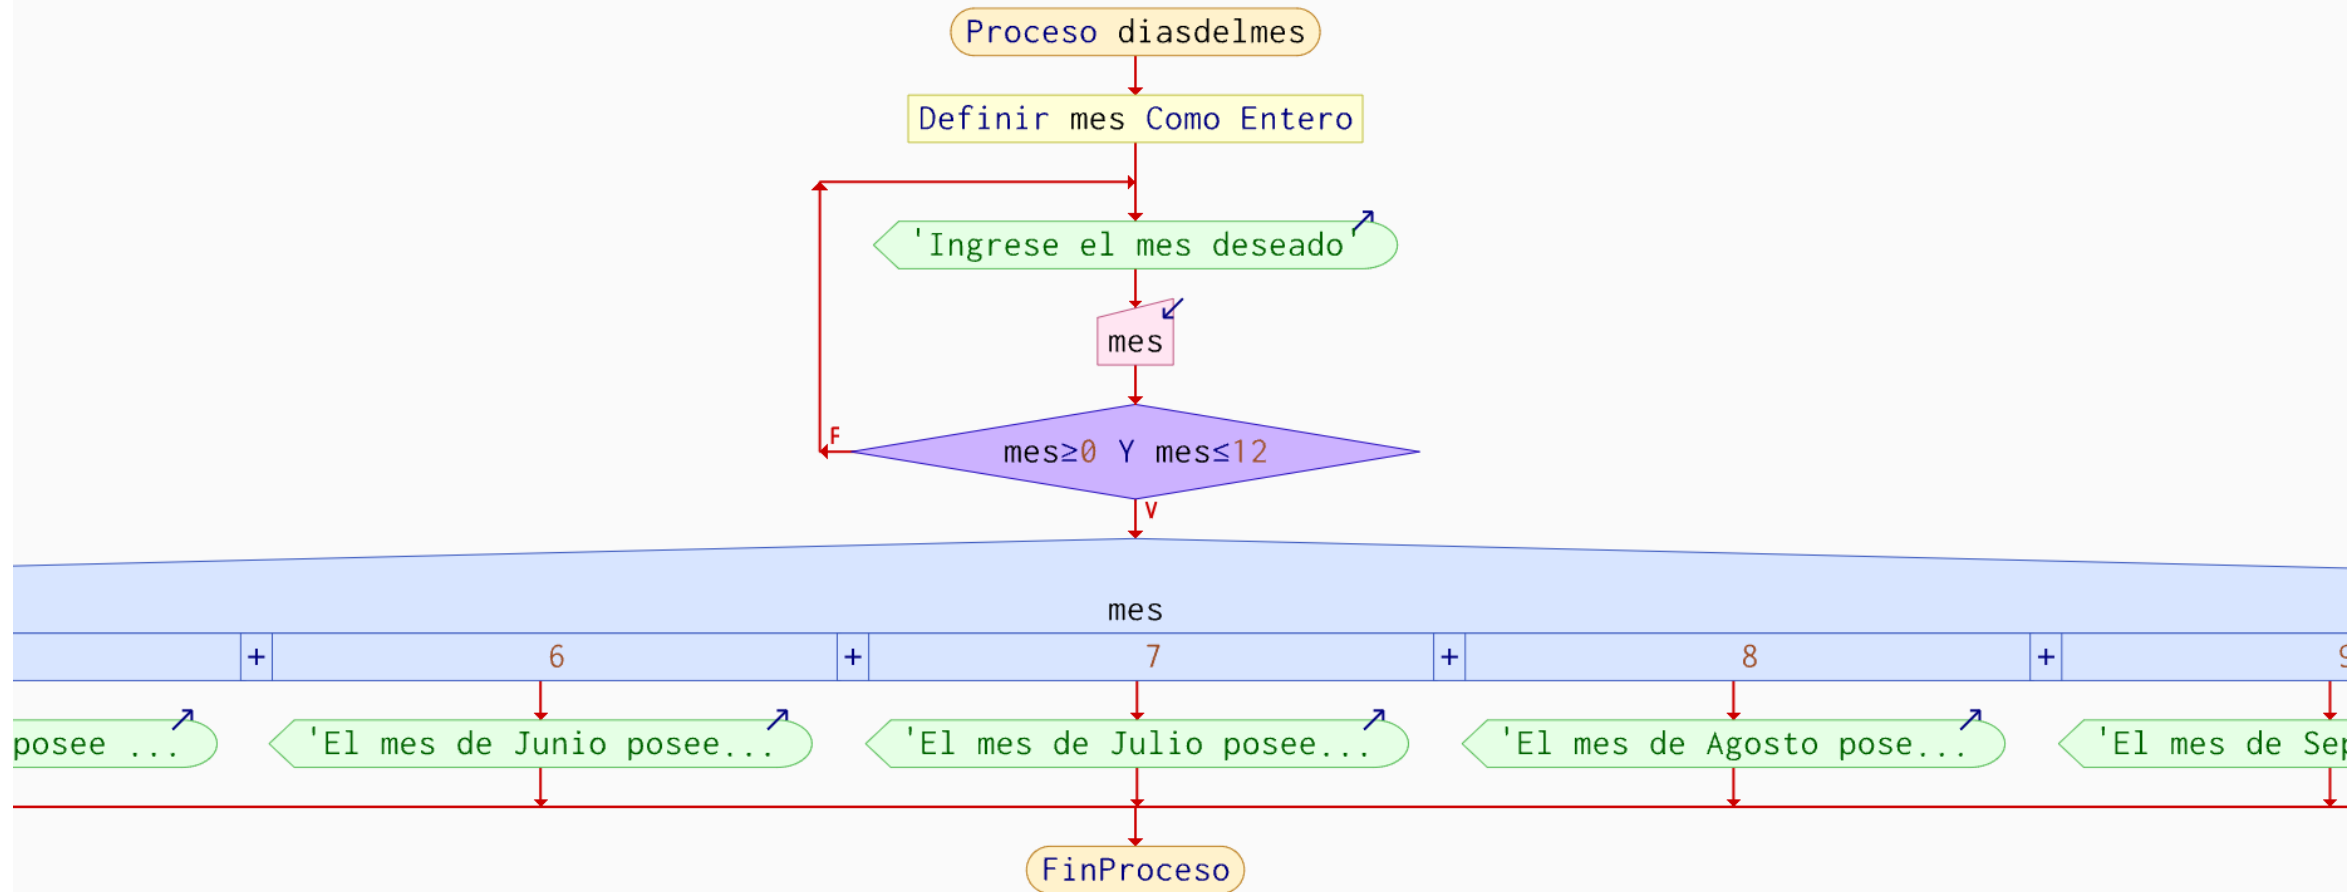 Proceso diasdelmes
Definir mes Como Entero
'Ingrese el mes deseado'
mes
F
mes≥0 Y mes≤12
V
mes
+ 6 + 7 + 8 + 9
posee ... 'El mes de Junio posee... 'El mes de Julio posee... 'El mes de Agosto pose... 'El mes de Sep
FinProceso